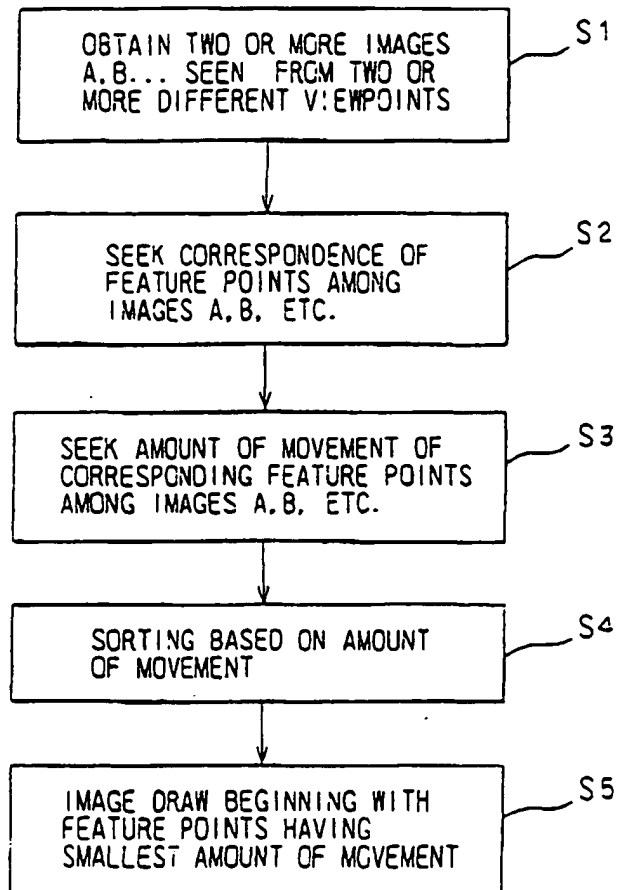 OBTAIN TWO OR MORE IMAGES
A.B... SEEN FROM TWO OR
MORE DIFFERENT VIEWPOINTS
S1
SEEK CORRESPONDENCE OF
FEATURE POINTS AMONG
IMAGES A.B. ETC.
S2
SEEK AMOUNT OF MOVEMENT OF
CORRESPONDING FEATURE POINTS
AMONG IMAGES A.B. ETC.
S3
SORTING BASED ON AMOUNT
OF MOVEMENT
S4
IMAGE DRAW BEGINNING WITH
FEATURE POINTS HAVING
SMALLEST AMOUNT OF MOVEMENT
S5